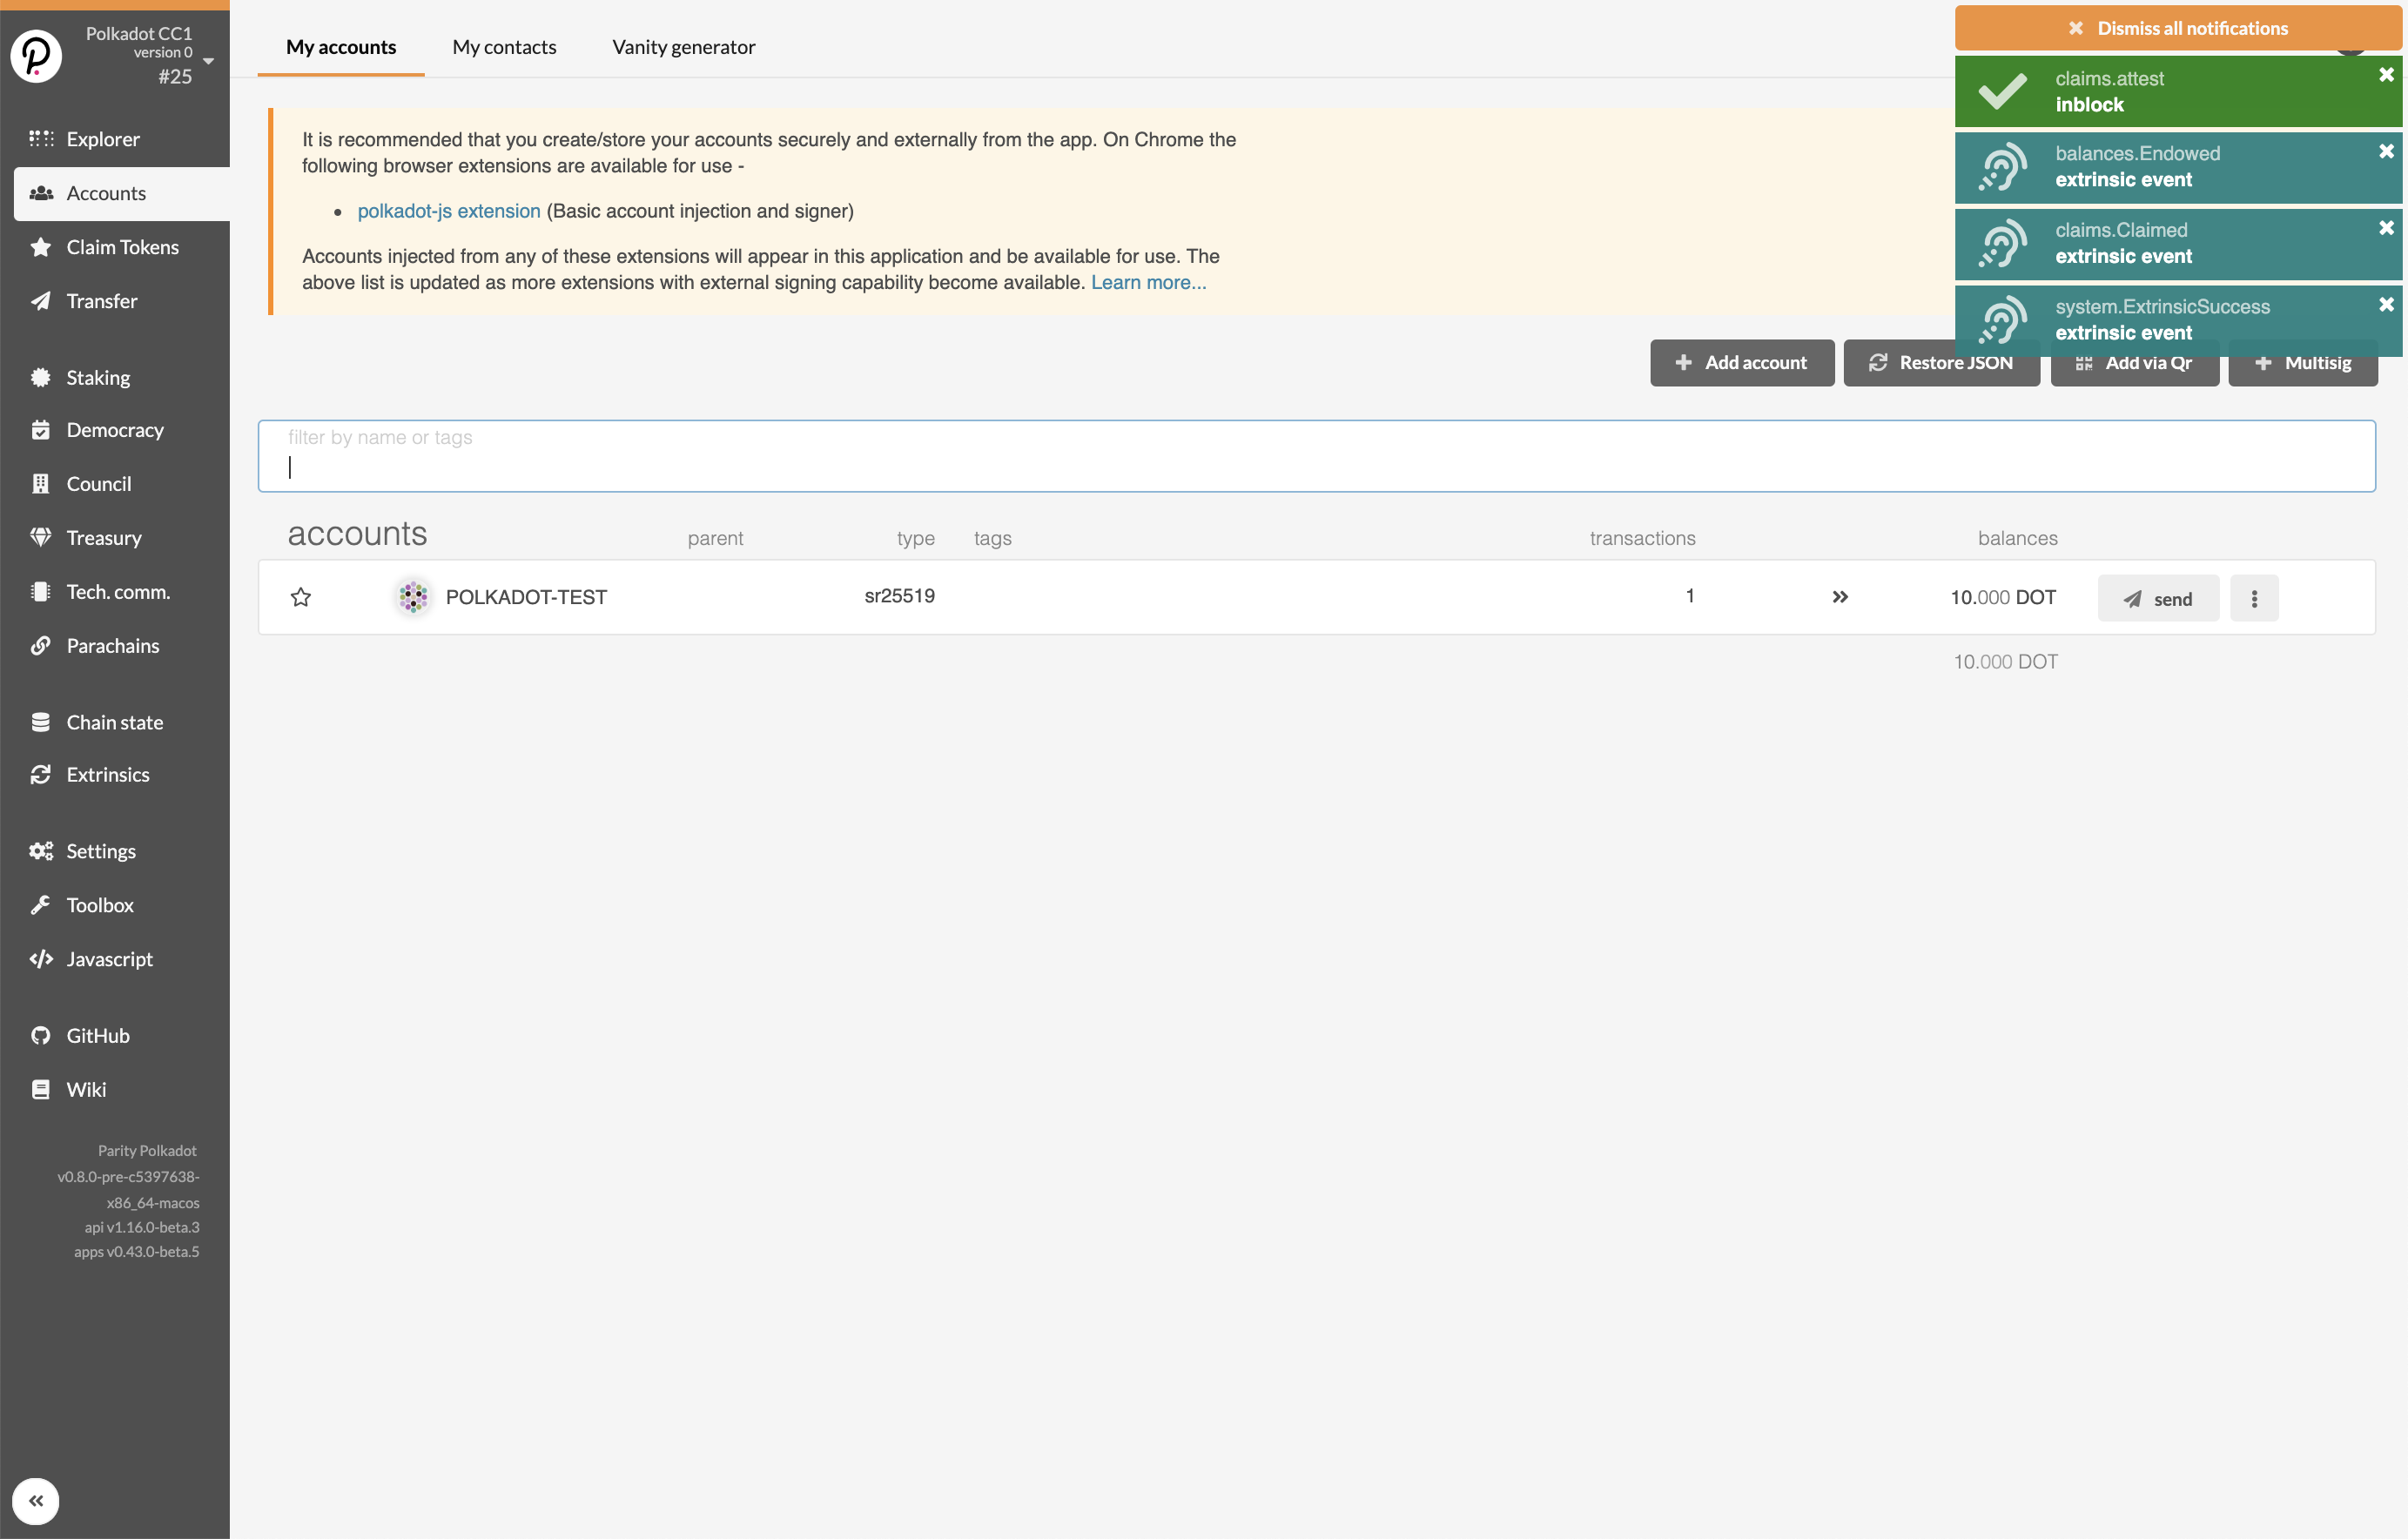 Polkadot CC1
version 0
#25
Explorer
Accounts
Claim Tokens
Transfer
Staking
Democracy
Council
Treasury
Tech. comm.
Parachains
Chain state
Extrinsics
Settings
Toolbox
Javascript
GitHub
Wiki
Parity Polkadot
v0.8.0-pre-c5397638-
x86_64-macos
api v1.16.0-beta.3
apps v0.43.0-beta.5
My accounts My contacts Vanity generator
It is recommended that you create/store your accounts securely and externally from the app. On Chrome the
following browser extensions are available for use -
• polkadot-js extension (Basic account injection and signer)
Accounts injected from any of these extensions will appear in this application and be available for use. The
above list is updated as more extensions with external signing capability become available. Learn more...
Dismiss all notifications
claims.attest
inblock
balances.Endowed
extrinsic event
claims.Claimed
extrinsic event
system.ExtrinsicSuccess
extrinsic event
Add account Restore JSON Add via Qr Multisig
filter by name or tags
accounts parent type tags transactions balances
POLKADOT-TEST sr25519 1 10.000 DOT send
10.000 DOT